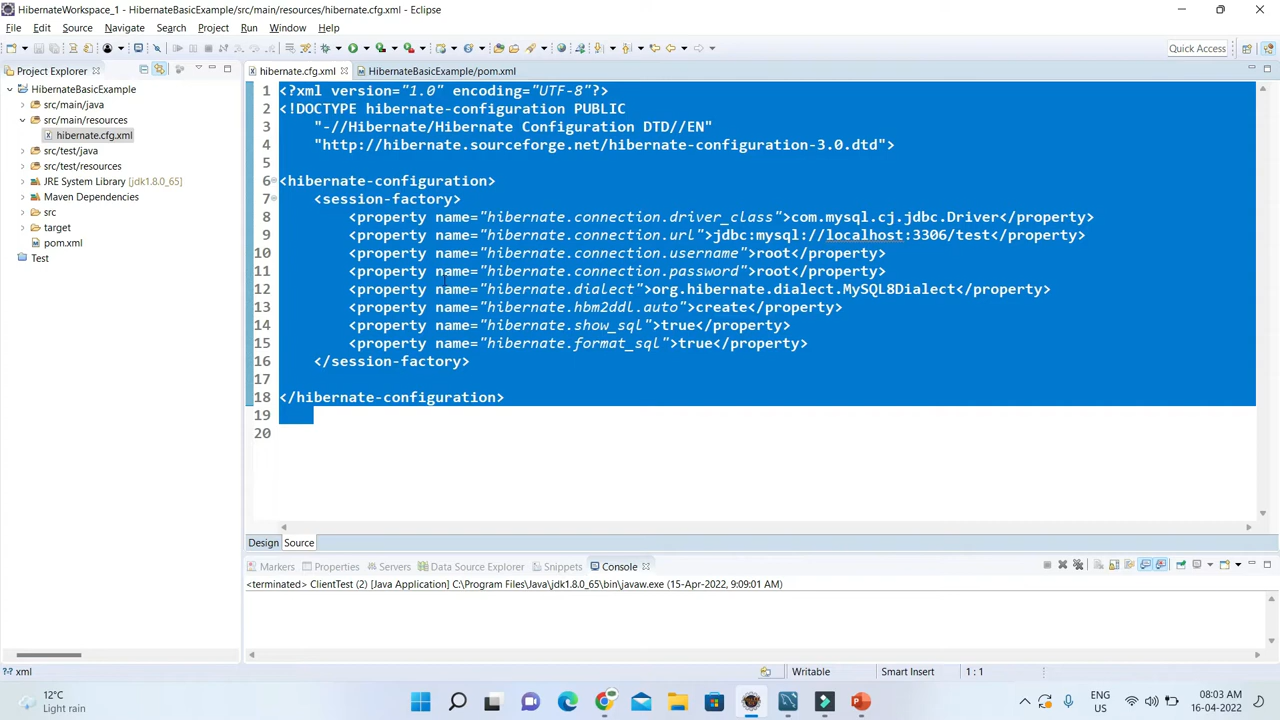 HibernateWorkspace_1 - HibernateBasicExample/src/main/resources/hibernate.cfg.xml - Eclipse
File Edit Source Navigate Search Project Run Window Help
Quick Access
Project Explorer
HibernateBasicExample
src/main/java
src/main/resources
hibernate.cfg.xml
src/test/java
src/test/resources
JRE System Library [jdk1.8.0_65]
Maven Dependencies
src
target
pom.xml
Test
hibernate.cfg.xml HibernateBasicExample/pom.xml
1 <?xml version="1.0" encoding="UTF-8"?>
2 <!DOCTYPE hibernate-configuration PUBLIC
3 "-//Hibernate/Hibernate Configuration DTD//EN"
4 "http://hibernate.sourceforge.net/hibernate-configuration-3.0.dtd">
5
6 <hibernate-configuration>
7 <session-factory>
8 <property name="hibernate.connection.driver_class">com.mysql.cj.jdbc.Driver</property>
9 <property name="hibernate.connection.url">jdbc:mysql://localhost:3306/test</property>
10 <property name="hibernate.connection.username">root</property>
11 <property name="hibernate.connection.password">root</property>
12 <property name="hibernate.dialect">org.hibernate.dialect.MySQL8Dialect</property>
13 <property name="hibernate.hbm2ddl.auto">create</property>
14 <property name="hibernate.show_sql">true</property>
15 <property name="hibernate.format_sql">true</property>
16 </session-factory>
17
18 </hibernate-configuration>
19
20
Design Source
Markers Properties Servers Data Source Explorer Snippets Console
<terminated> ClientTest (2) [Java Application] C:\Program Files\Java\jdk1.8.0_65\bin\javaw.exe (15-Apr-2022, 9:09:01 AM)
xml Writable Smart Insert 1 : 1
12°C
Light rain
ENG
US
08:03 AM
16-04-2022